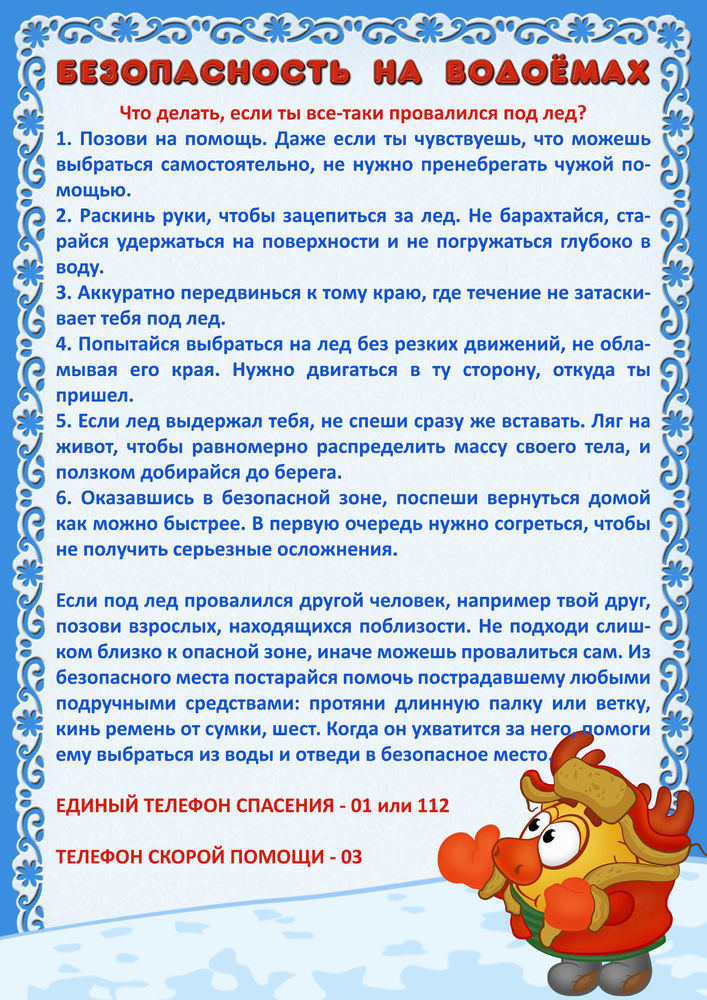 БЕЗОПАСНОСТЬ НА ВОДОЁМАХ
Что делать, если ты все-таки провалился под лед?
1. Позови на помощь. Даже если ты чувствуешь, что можешь
выбраться самостоятельно, не нужно пренебрегать чужой по-
мощью.
2. Раскинь руки, чтобы зацепиться за лед. Не барахтайся, ста-
райся удержаться на поверхности и не погружаться глубоко в
воду.
3. Аккуратно передвинься к тому краю, где течение не затаски-
вает тебя под лед.
4. Попытайся выбраться на лед без резких движений, не обла-
мывая его края. Нужно двигаться в ту сторону, откуда ты
пришел.
5. Если лед выдержал тебя, не спеши сразу же вставать. Ляг на
живот, чтобы равномерно распределить массу своего тела, и
ползком добирайся до берега.
6. Оказавшись в безопасной зоне, поспеши вернуться домой
как можно быстрее. В первую очередь нужно согреться, чтобы
не получить серьезные осложнения.
Если под лед провалился другой человек, например твой друг,
позови взрослых, находящихся поблизости. Не подходи слиш-
ком близко к опасной зоне, иначе можешь провалиться сам. Из
безопасного места постарайся помочь пострадавшему любыми
подручными средствами: протяни длинную палку или ветку,
кинь ремень от сумки, шест. Когда он ухватится за него, помоги
ему выбраться из воды и отведи в безопасное место.
ЕДИНЫЙ ТЕЛЕФОН СПАСЕНИЯ - 01 или 112
ТЕЛЕФОН СКОРОЙ ПОМОЩИ - 03